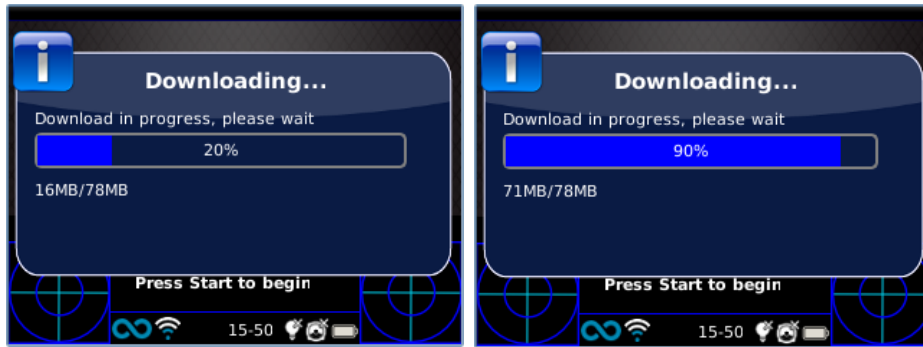 Downloading...
Download in progress, please wait
20%
16MB/78MB
Press Start to begin
15-50
Downloading...
Download in progress, please wait
90%
71MB/78MB
Press Start to begin
15-50